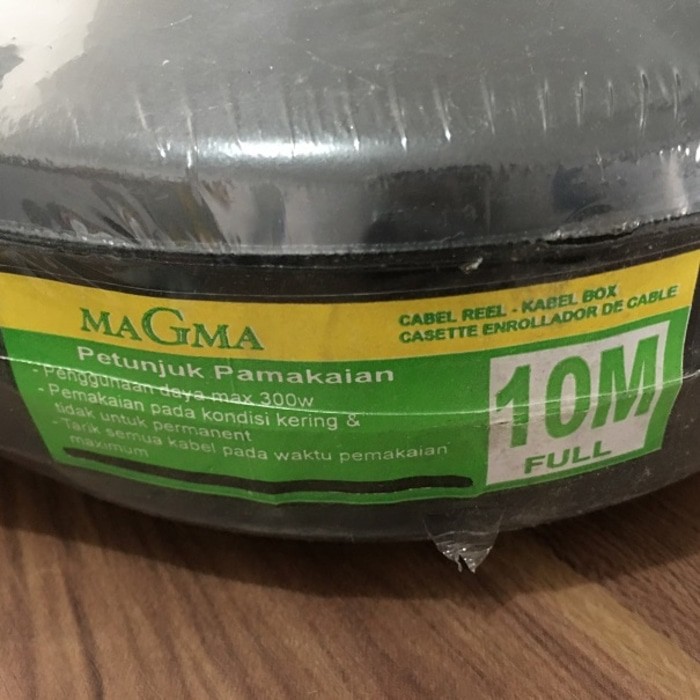 MAGMA
CABEL REEL - KABEL BOX
CASETTE ENROLLADOR DE CABLE
Petunjuk Pamakaian
- Penggunaan daya max 300w
- Pemakaian pada kondisi kering &
tidak untuk permanent
- Tarik semua kabel pada waktu pemakaian
maximum
10M
FULL